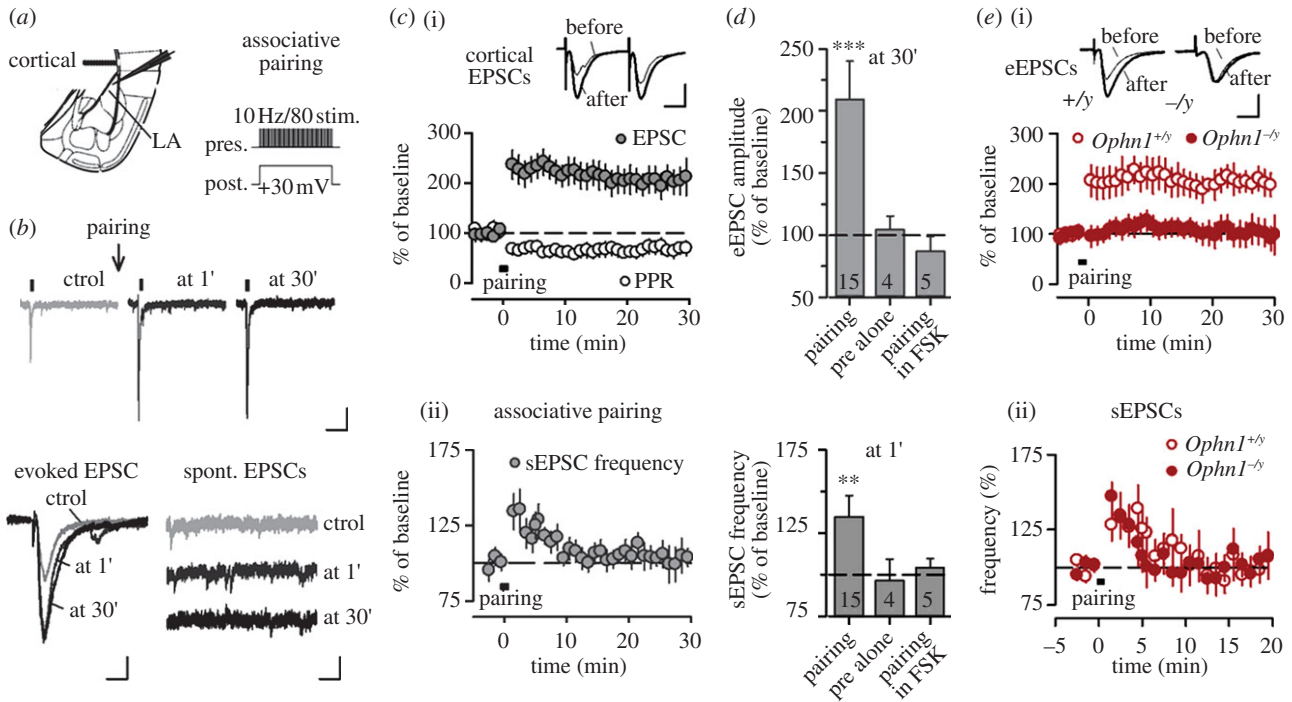 (a)
cortical
LA
associative
pairing
10 Hz/80 stim.
pres.
post.
+30 mV
(b)
pairing
ctrol
at 1'
at 30'
evoked EPSC
ctrol
at 1'
at 30'
spont. EPSCs
ctrol
at 1'
at 30'
(c) (i)
cortical
EPSCs
before
after
% of baseline
300
200
100
0
EPSC
PPR
pairing
0 10 20 30
time (min)
(ii) associative pairing
% of baseline
175
125
75
sEPSC frequency
pairing
0 10 20 30
time (min)
(d)
eEPSC amplitude
(% of baseline)
250
200
150
100
50
*** at 30'
15 4 5
pairing
pre alone
pairing
in FSK
sEPSC frequency
(% of baseline)
175
125
75
at 1'
**
15 4 5
pairing
pre alone
pairing
in FSK
(e) (i)
eEPSCs
before
after
+/y
before
after
–/y
% of baseline
300
200
100
0
Ophn1+/y Ophn1–/y
pairing
0 10 20 30
time (min)
(ii) sEPSCs
frequency (%)
175
125
75
Ophn1+/y
Ophn1–/y
pairing
–5 0 5 10 15 20
time (min)